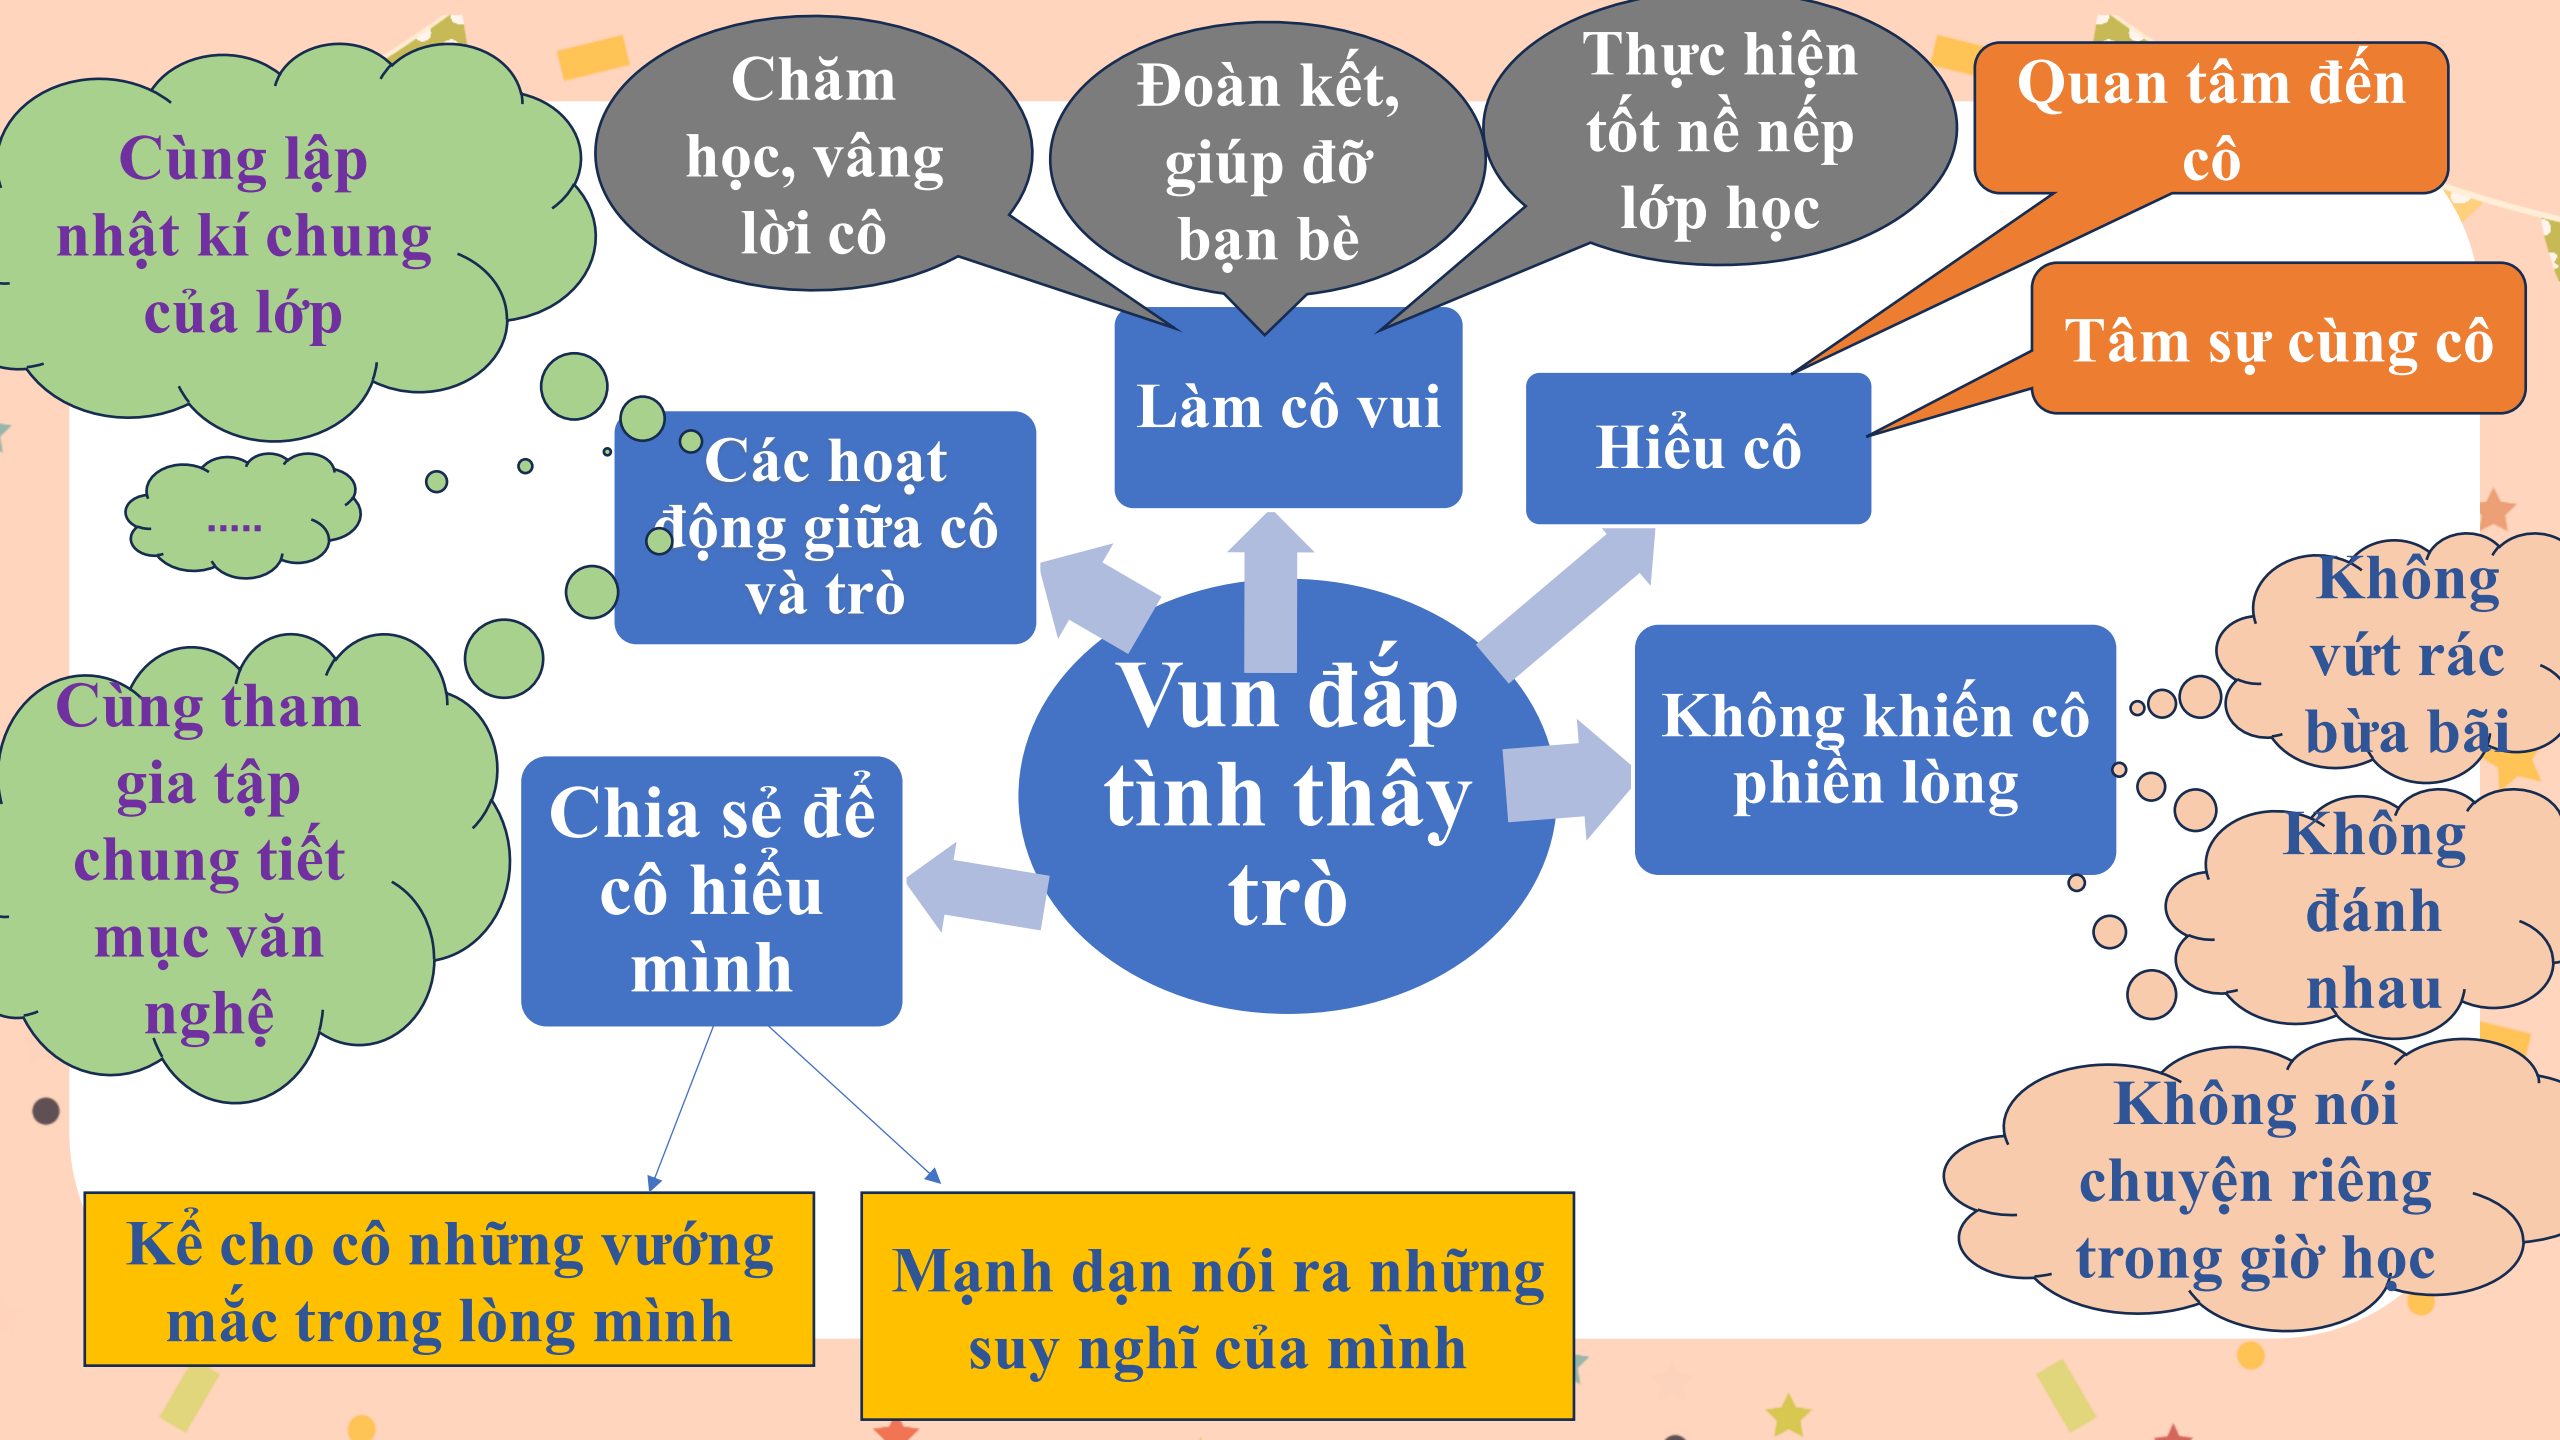 Cùng lập
nhật kí chung
của lớp
Chăm
học, vâng
lời cô
Đoàn kết,
giúp đỡ
bạn bè
Thực hiện
tốt nề nếp
lớp học
Quan tâm đến
cô
Tâm sự cùng cô
Làm cô vui
Hiểu cô
Các hoạt
động giữa cô
và trò
.....
Không
vứt rác
bừa bãi
Cùng tham
gia tập
chung tiết
mục văn
nghệ
Vun đắp
tình thây
trò
Không khiến cô
phiền lòng
Chia sẻ để
cô hiểu
mình
Không
đánh
nhau
Không nói
chuyện riêng
trong giờ học
Kể cho cô những vướng
mắc trong lòng mình
Mạnh dạn nói ra những
suy nghĩ của mình